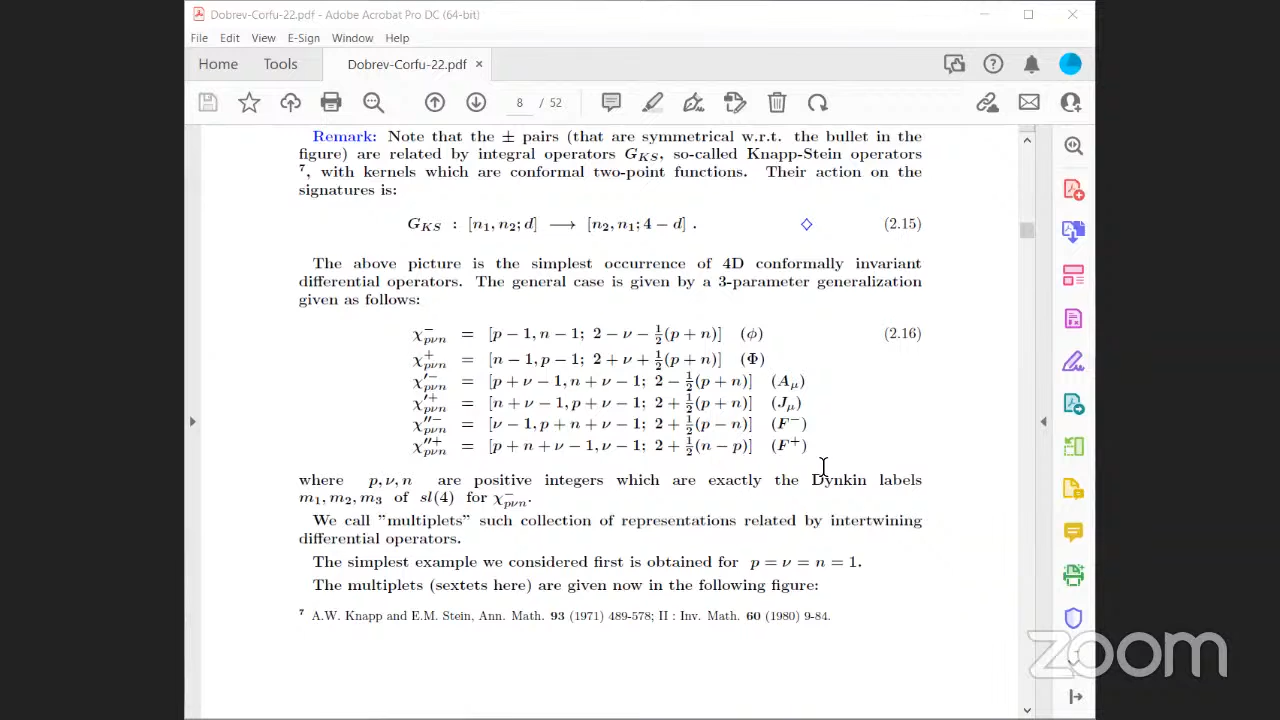 Dobrev-Corfu-22.pdf - Adobe Acrobat Pro DC (64-bit)
File Edit View E-Sign Window Help
Home Tools Dobrev-Corfu-22.pdf ×
8 / 52
Remark: Note that the ± pairs (that are symmetrical w.r.t. the bullet in the
figure) are related by integral operators G_KS, so-called Knapp-Stein operators
⁷, with kernels which are conformal two-point functions. Their action on the
signatures is:
G_KS : [n₁, n₂; d] ⟶ [n₂, n₁; 4 − d] . ◇ (2.15)
The above picture is the simplest occurrence of 4D conformally invariant
differential operators. The general case is given by a 3-parameter generalization
given as follows:
χ⁻_pνn = [p − 1, n − 1; 2 − ν − ½(p + n)] (ϕ) (2.16)
χ⁺_pνn = [n − 1, p − 1; 2 + ν + ½(p + n)] (Φ)
χ′⁻_pνn = [p + ν − 1, n + ν − 1; 2 − ½(p + n)] (A_μ)
χ′⁺_pνn = [n + ν − 1, p + ν − 1; 2 + ½(p + n)] (J_μ)
χ″⁻_pνn = [ν − 1, p + n + ν − 1; 2 + ½(p − n)] (F⁻)
χ″⁺_pνn = [p + n + ν − 1, ν − 1; 2 + ½(n − p)] (F⁺)
where p, ν, n are positive integers which are exactly the Dynkin labels
m₁, m₂, m₃ of sl(4) for χ⁻_pνn.
We call "multiplets" such collection of representations related by intertwining
differential operators.
The simplest example we considered first is obtained for p = ν = n = 1.
The multiplets (sextets here) are given now in the following figure:
⁷ A.W. Knapp and E.M. Stein, Ann. Math. 93 (1971) 489-578; II : Inv. Math. 60 (1980) 9-84.
zoom